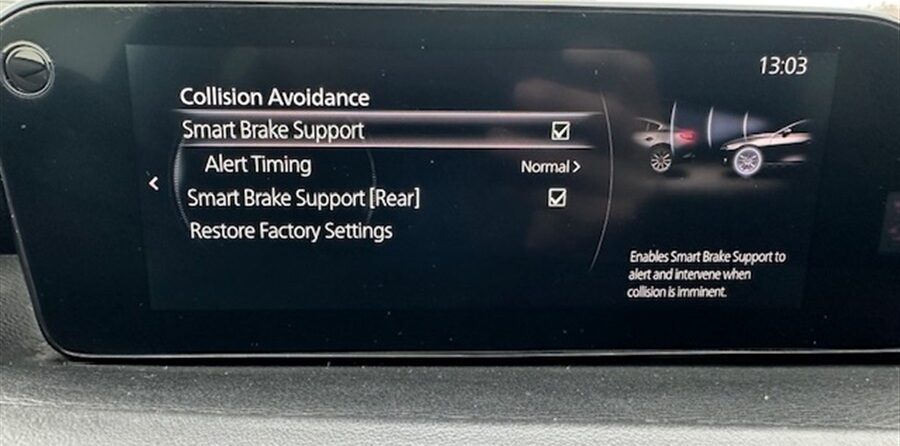 13:03
Collision Avoidance
Smart Brake Support
Alert Timing Normal >
Smart Brake Support [Rear]
Restore Factory Settings
Enables Smart Brake Support to
alert and intervene when
collision is imminent.